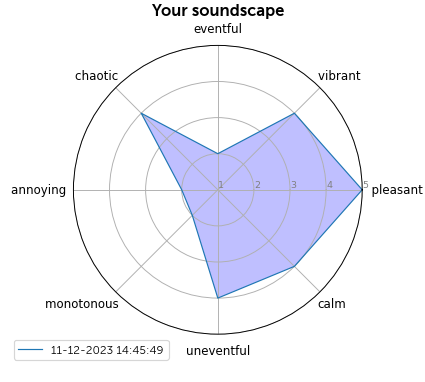 Your soundscape
eventful
chaotic
vibrant
annoying
1 2 3 4 5
pleasant
monotonous
calm
11-12-2023 14:45:49
uneventful